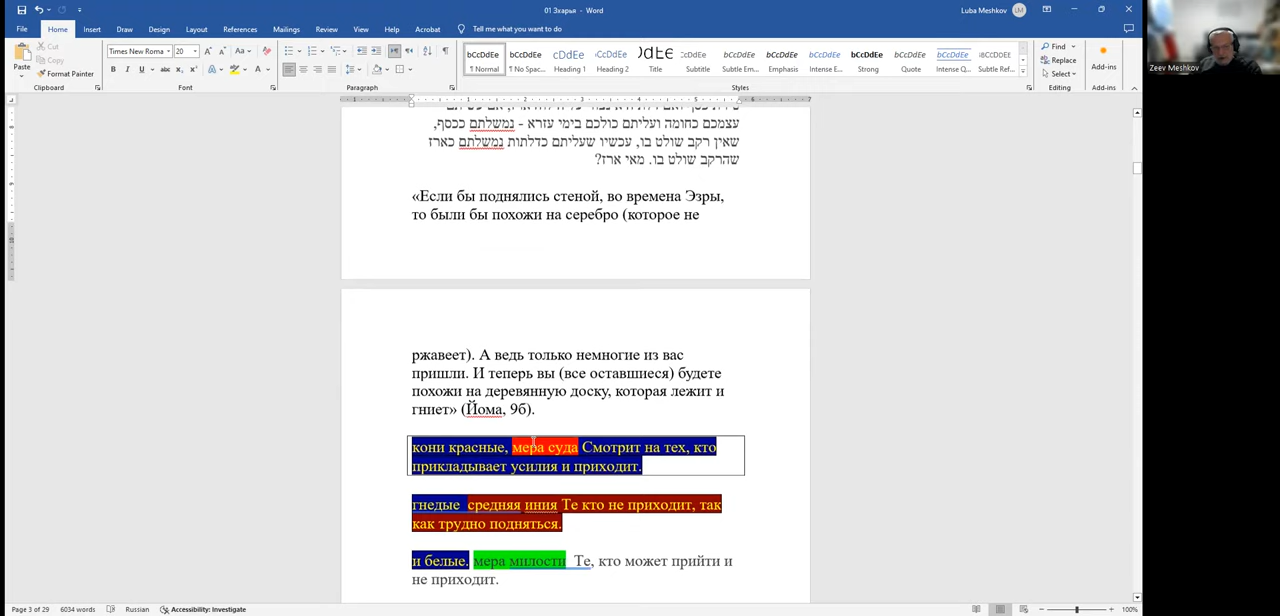 01 Зхарья - Word
Luba Meshkov LM
File Home Insert Draw Design Layout References Mailings Review View Help Acrobat Tell me what you want to do
Paste
Cut
Copy
Format Painter
Times New Roma 20
Clipboard
Font
Paragraph
¶ Normal ¶ No Spac... Heading 1 Heading 2 Title Subtitle Subtle Em... Emphasis Intense E... Strong Quote Intense Q... Subtle Ref...
Styles
Find
Replace
Select
Editing
Add-ins
Add-ins
Zeev Meshkov
עצמכם כחומה ועליתם כולכם בימי עזרא - נמשלתם ככסף,
שאין רקב שולט בו, עכשיו שעליתם כדלתות נמשלתם כארז
שהרקב שולט בו. מאי ארז?
«Если бы поднялись стеной, во времена Эзры,
то были бы похожи на серебро (которое не
ржавеет). А ведь только немногие из вас
пришли. И теперь вы (все оставшиеся) будете
похожи на деревянную доску, которая лежит и
гниет» (Йома, 9б).
кони красные, мера суда Смотрит на тех, кто
прикладывает усилия и приходит.
гнедые средняя иния Те кто не приходит, так
как трудно подняться.
и белые. мера милости Те, кто может прийти и
не приходит.
Page 3 of 29 6034 words Russian Accessibility: Investigate 100%